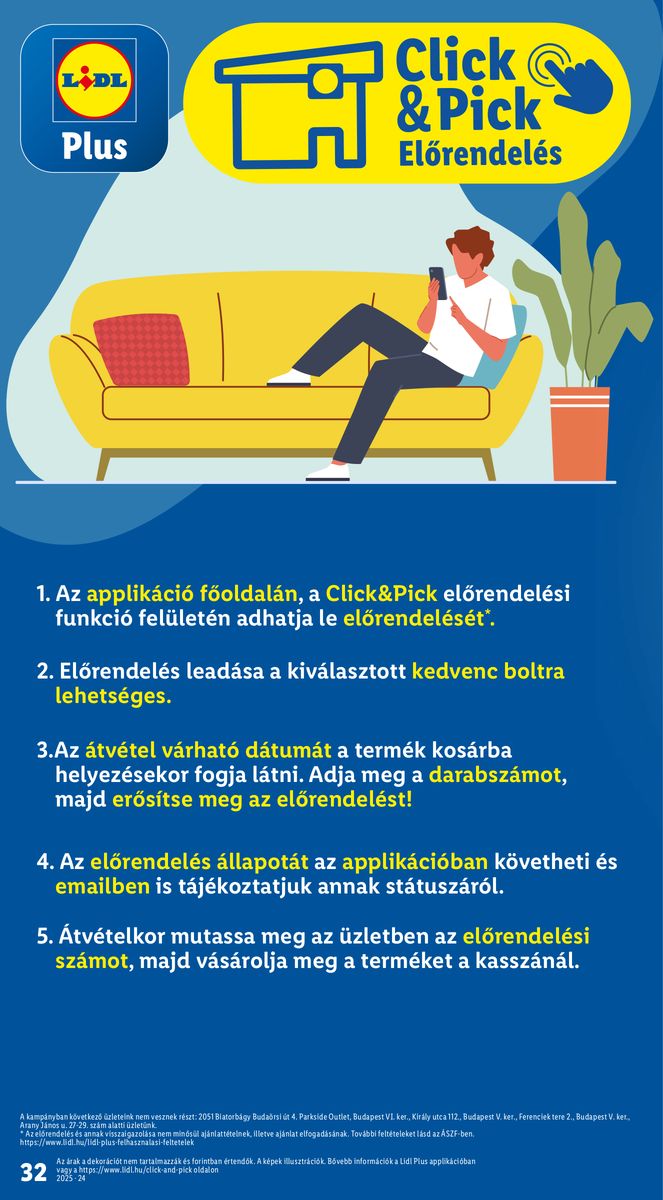 LIDL
Plus
Click
&Pick
Előrendelés
1. Az applikáció főoldalán, a Click&Pick előrendelési
funkció felületén adhatja le előrendelését*.
2. Előrendelés leadása a kiválasztott kedvenc boltra
lehetséges.
3.Az átvétel várható dátumát a termék kosárba
helyezésekor fogja látni. Adja meg a darabszámot,
majd erősítse meg az előrendelést!
4. Az előrendelés állapotát az applikációban követheti és
emailben is tájékoztatjuk annak státuszáról.
5. Átvételkor mutassa meg az üzletben az előrendelési
számot, majd vásárolja meg a terméket a kasszánál.
A kampányban következő üzleteink nem vesznek részt: 2051 Biatorbágy Budaörsi út 4. Parkside Outlet, Budapest VI. ker., Király utca 112., Budapest V. ker., Ferenciek tere 2., Budapest V. ker.,
Arany János u. 27-29. szám alatti üzletünk.
* Az előrendelés és annak visszaigazolása nem minősül ajánlattételnek, illetve ajánlat elfogadásának. További feltételeket lásd az ÁSZF-ben.
https://www.lidl.hu/lidl-plus-felhasznalasi-feltetelek
32
Az árak a dekorációt nem tartalmazzák és forintban értendők. A képek illusztrációk. Bővebb információk a Lidl Plus applikációban
vagy a https://www.lidl.hu/click-and-pick oldalon
2025 - 24